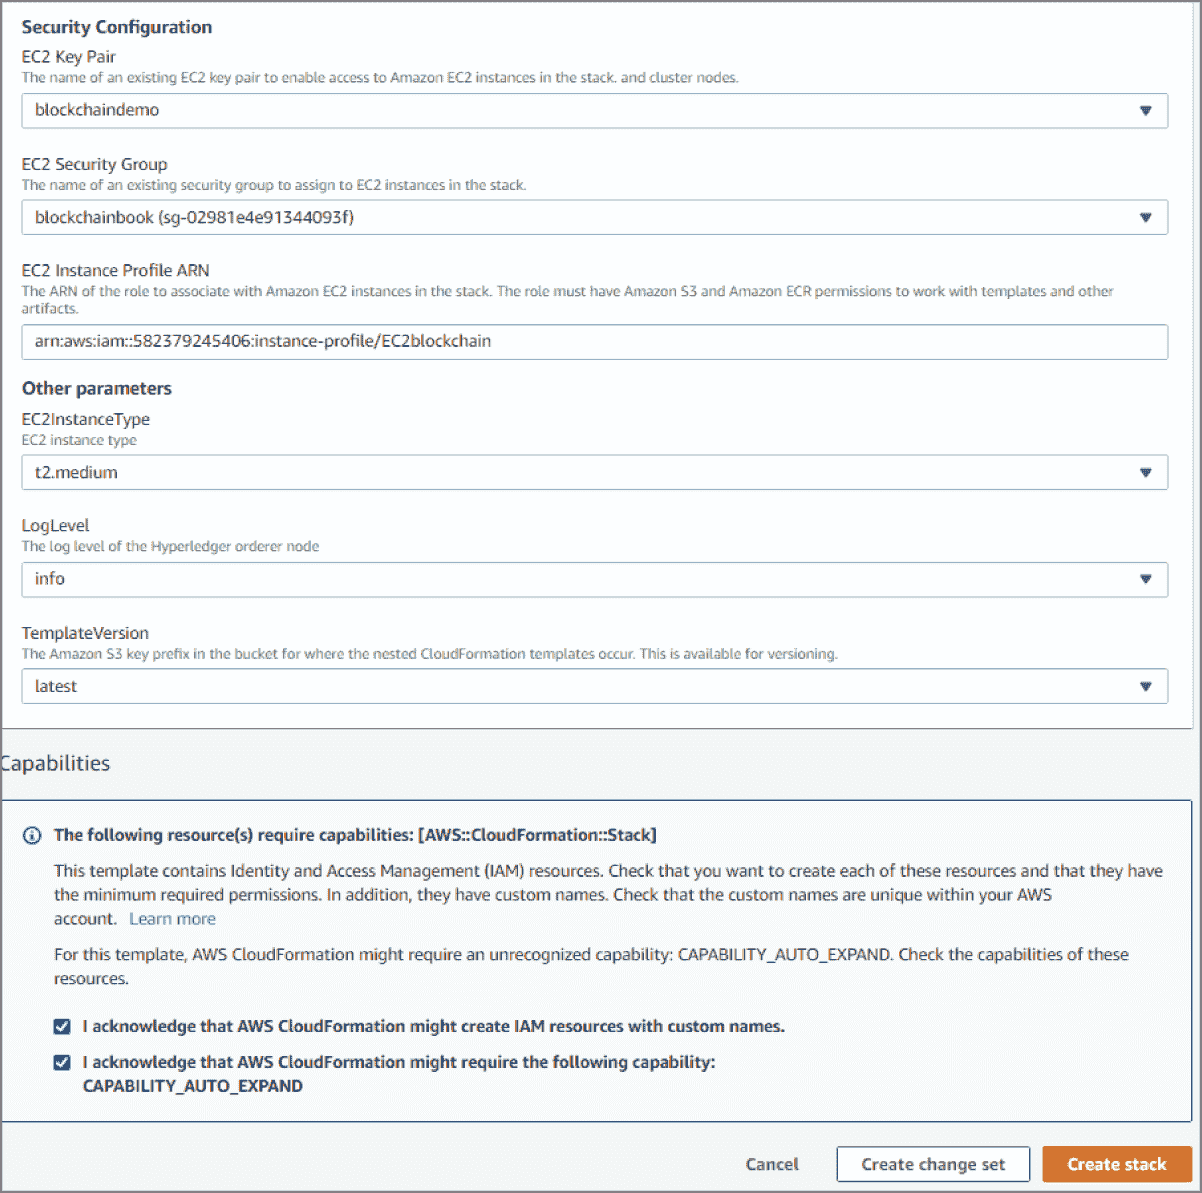 Security Configuration
EC2 Key Pair
The name of an existing EC2 key pair to enable access to Amazon EC2 instances in the stack. and cluster nodes.
blockchaindemo
EC2 Security Group
The name of an existing security group to assign to EC2 instances in the stack.
blockchainbook (sg-02981e4e91344093f)
EC2 Instance Profile ARN
The ARN of the role to associate with Amazon EC2 instances in the stack. The role must have Amazon S3 and Amazon ECR permissions to work with templates and other
artifacts.
arn:aws:iam::582379245406:instance-profile/EC2blockchain
Other parameters
EC2InstanceType
EC2 instance type
t2.medium
LogLevel
The log level of the Hyperledger orderer node
info
TemplateVersion
The Amazon S3 key prefix in the bucket for where the nested CloudFormation templates occur. This is available for versioning.
latest
Capabilities
The following resource(s) require capabilities: [AWS::CloudFormation::Stack]
This template contains Identity and Access Management (IAM) resources. Check that you want to create each of these resources and that they have
the minimum required permissions. In addition, they have custom names. Check that the custom names are unique within your AWS
account. Learn more
For this template, AWS CloudFormation might require an unrecognized capability: CAPABILITY_AUTO_EXPAND. Check the capabilities of these
resources.
I acknowledge that AWS CloudFormation might create IAM resources with custom names.
I acknowledge that AWS CloudFormation might require the following capability:
CAPABILITY_AUTO_EXPAND
Cancel Create change set Create stack